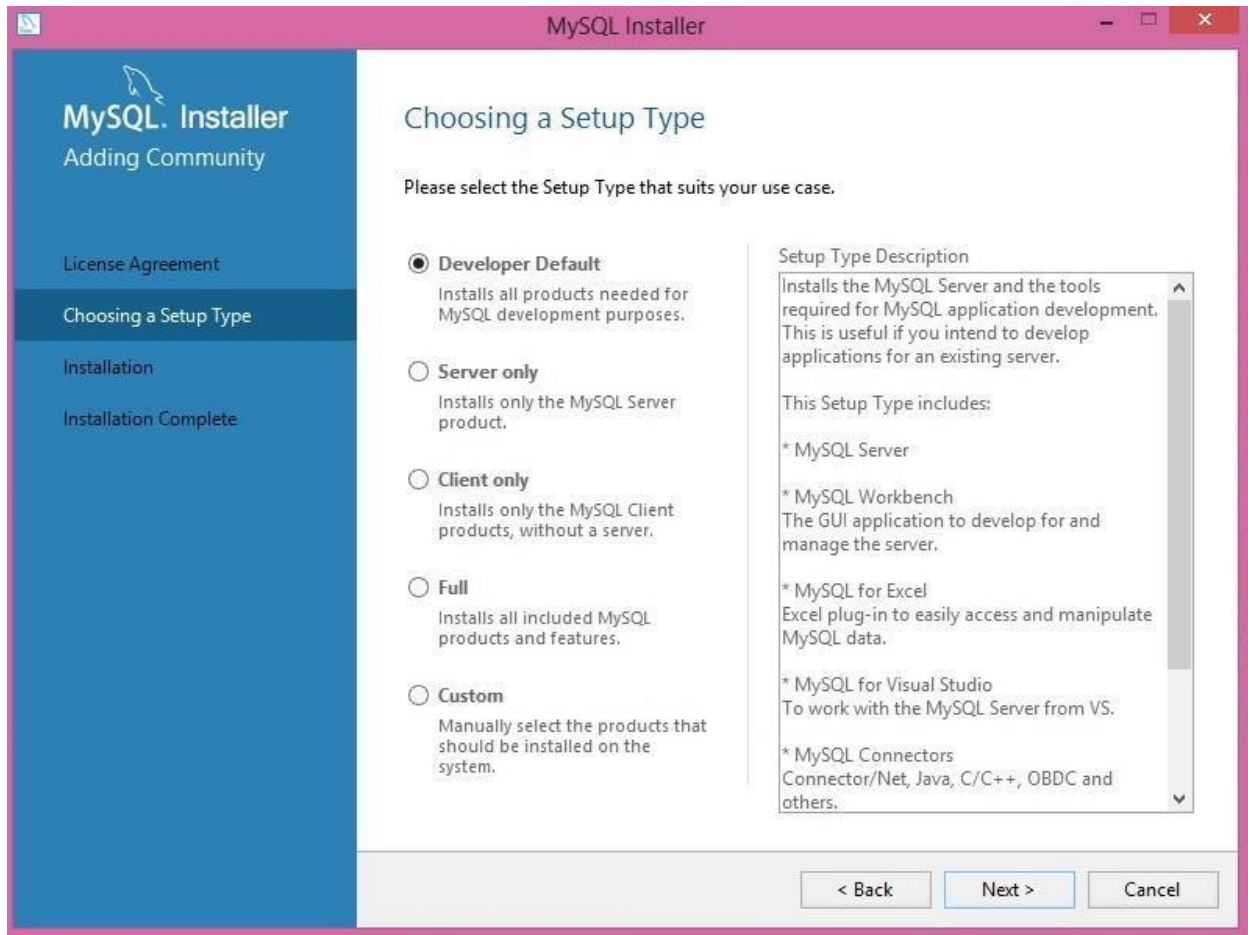 MySQL Installer
MySQL. Installer
Adding Community
License Agreement
Choosing a Setup Type
Installation
Installation Complete
Choosing a Setup Type
Please select the Setup Type that suits your use case.
Developer Default
Installs all products needed for
MySQL development purposes.
Server only
Installs only the MySQL Server
product.
Client only
Installs only the MySQL Client
products, without a server.
Full
Installs all included MySQL
products and features.
Custom
Manually select the products that
should be installed on the
system.
Setup Type Description
Installs the MySQL Server and the tools
required for MySQL application development.
This is useful if you intend to develop
applications for an existing server.
This Setup Type includes:
* MySQL Server
* MySQL Workbench
The GUI application to develop for and
manage the server.
* MySQL for Excel
Excel plug-in to easily access and manipulate
MySQL data.
* MySQL for Visual Studio
To work with the MySQL Server from VS.
* MySQL Connectors
Connector/Net, Java, C/C++, OBDC and
others.
< Back
Next >
Cancel